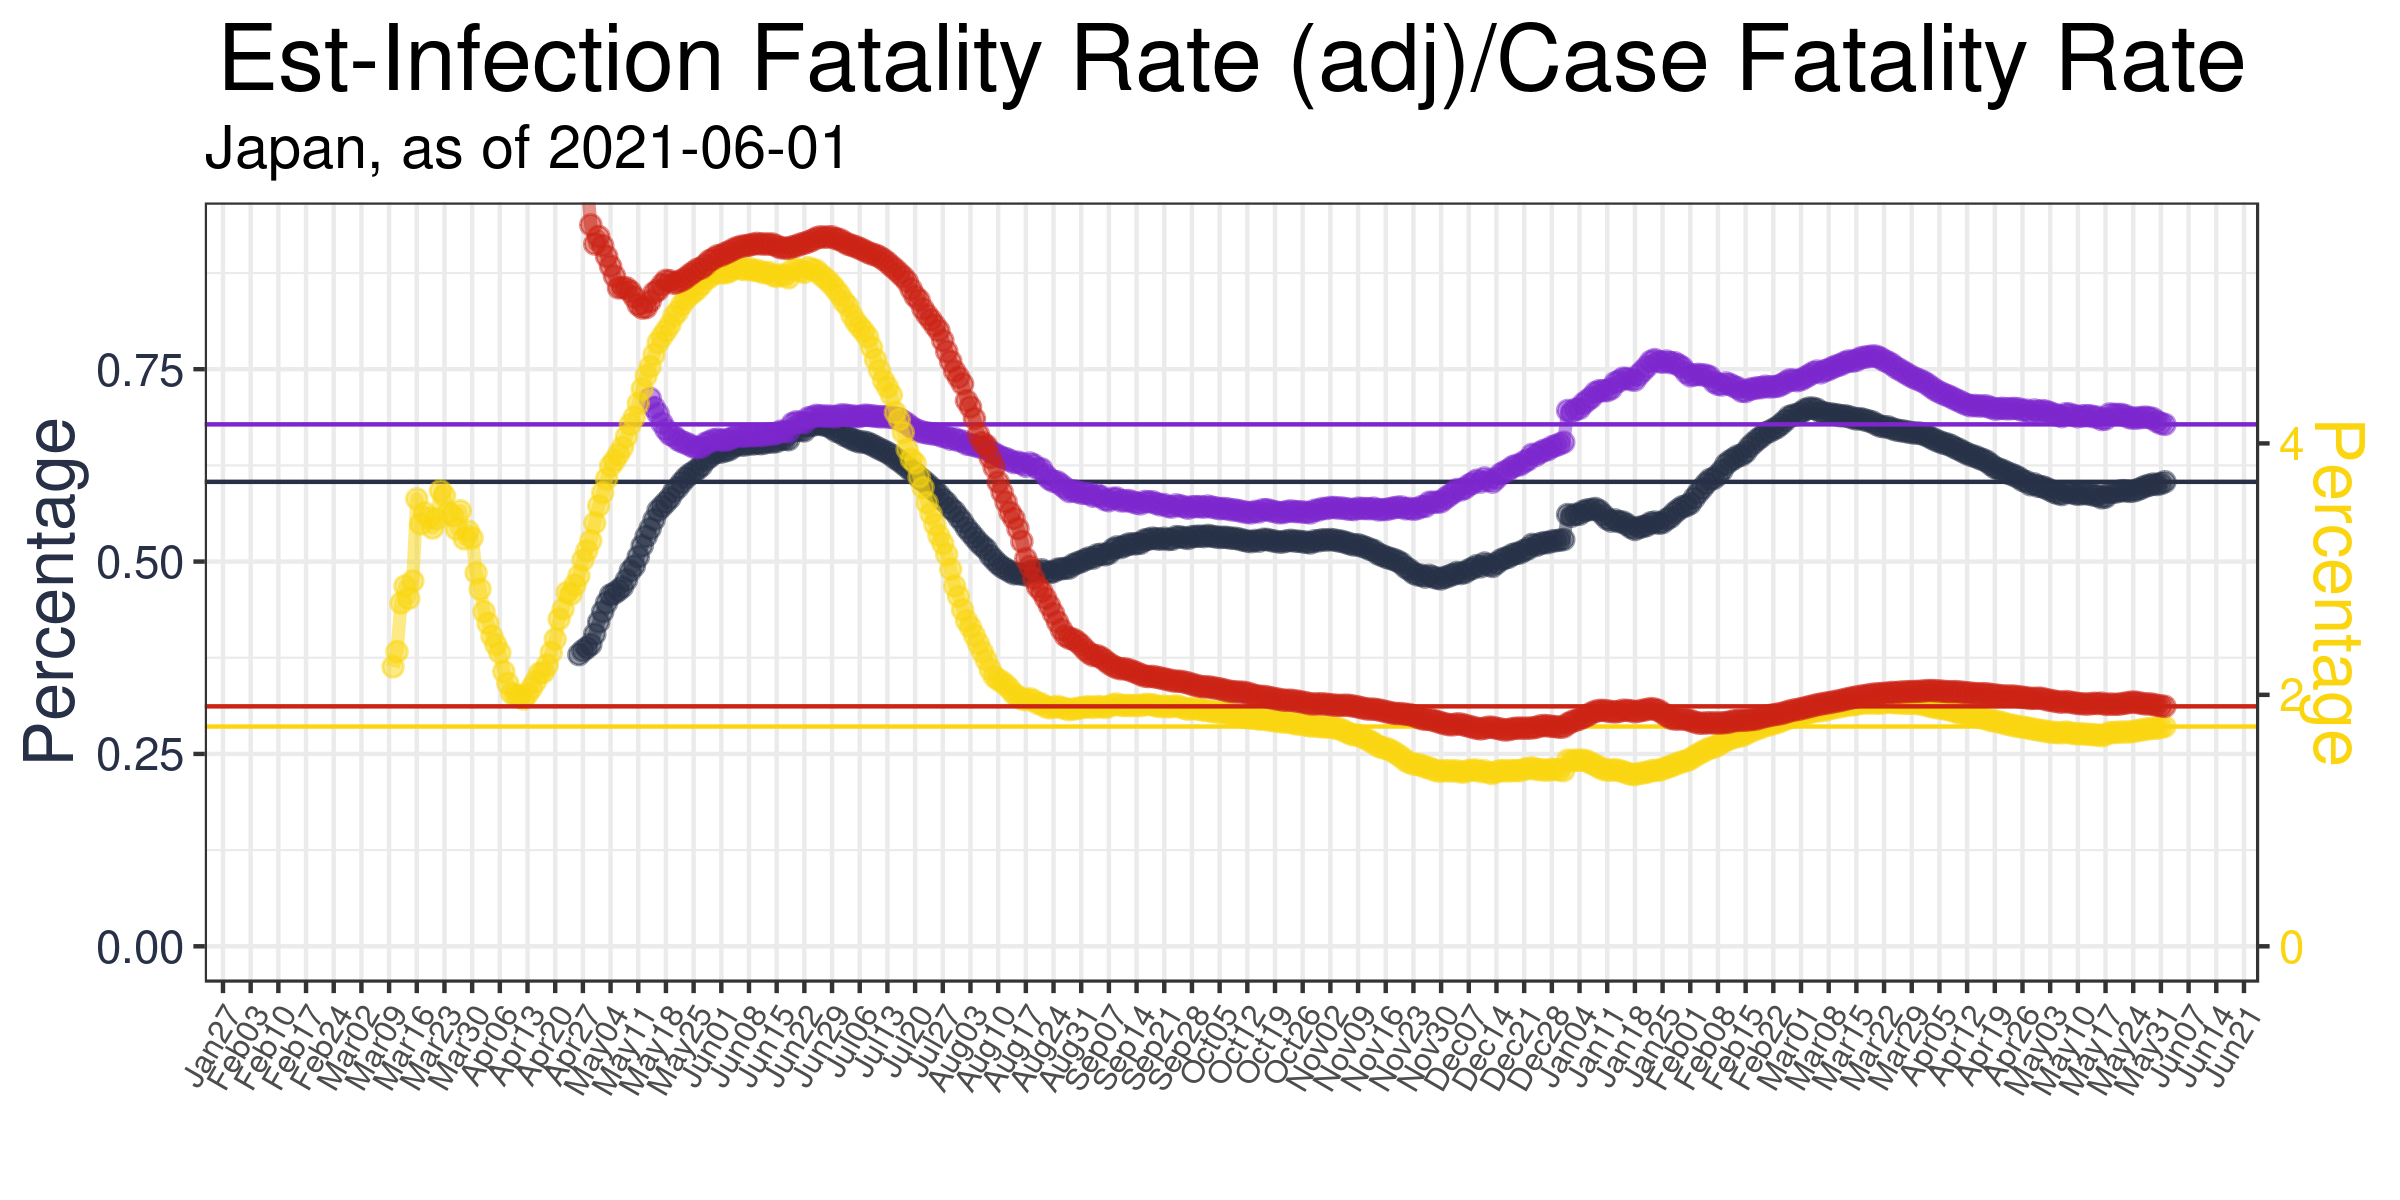 Est-Infection Fatality Rate (adj)/Case Fatality Rate
Japan, as of 2021-06-01
Percentage
0.75
0.50
0.25
0.00
4
2
0
Percentage
Jan27
Feb03
Feb10
Feb17
Feb24
Mar02
Mar09
Mar16
Mar23
Mar30
Apr06
Apr13
Apr20
Apr27
May04
May11
May18
May25
Jun01
Jun08
Jun15
Jun22
Jun29
Jul06
Jul13
Jul20
Jul27
Aug03
Aug10
Aug17
Aug24
Aug31
Sep07
Sep14
Sep21
Sep28
Oct05
Oct12
Oct19
Oct26
Nov02
Nov09
Nov16
Nov23
Nov30
Dec07
Dec14
Dec21
Dec28
Jan04
Jan11
Jan18
Jan25
Feb01
Feb08
Feb15
Feb22
Mar01
Mar08
Mar15
Mar22
Mar29
Apr05
Apr12
Apr19
Apr26
May03
May10
May17
May24
May31
Jun07
Jun14
Jun21